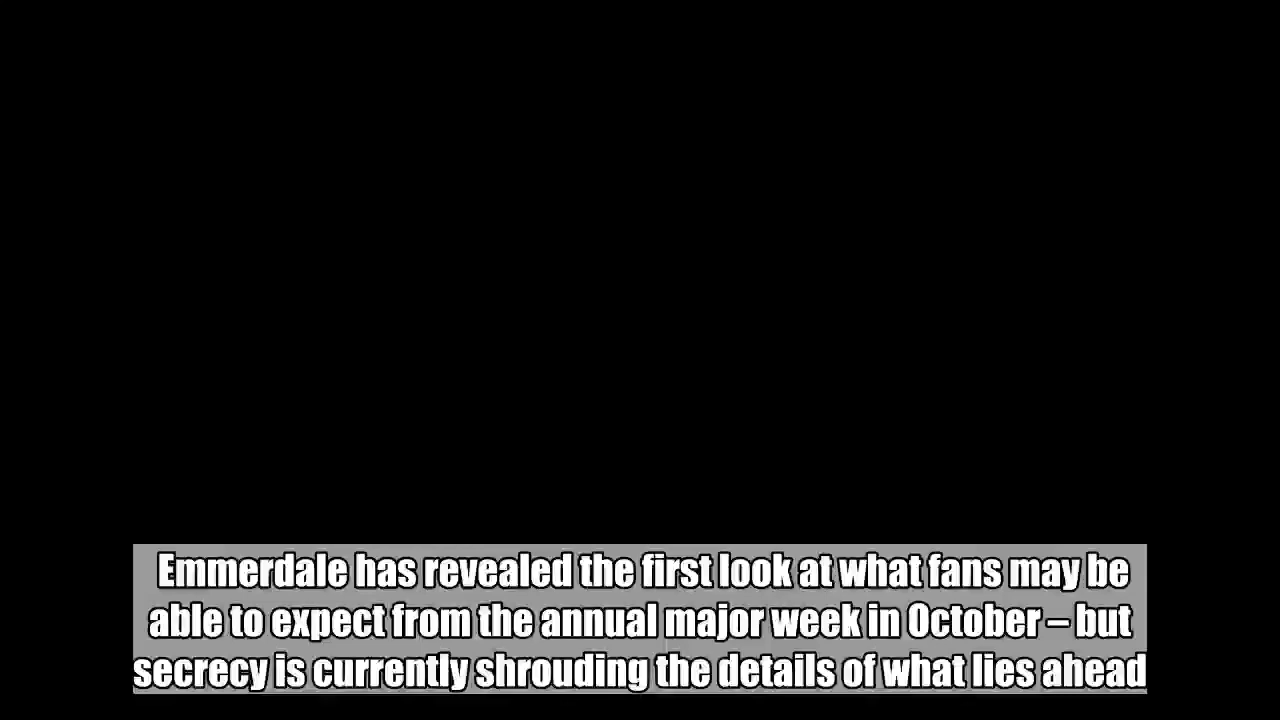 Emmerdale has revealed the first look at what fans may be
able to expect from the annual major week in October – but
secrecy is currently shrouding the details of what lies ahead